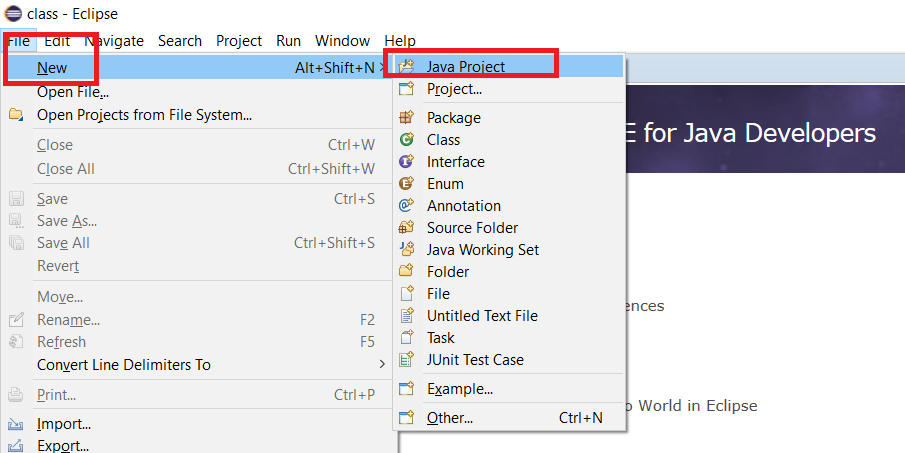 class - Eclipse
File Edit Navigate Search Project Run Window Help
New Alt+Shift+N
Open File...
Open Projects from File System...
Close Ctrl+W
Close All Ctrl+Shift+W
Save Ctrl+S
Save As...
Save All Ctrl+Shift+S
Revert
Move...
Rename... F2
Refresh F5
Convert Line Delimiters To
Print... Ctrl+P
Import...
Export...
Java Project
Project...
Package
Class
Interface
Enum
Annotation
Source Folder
Java Working Set
Folder
File
Untitled Text File
Task
JUnit Test Case
Example...
Other... Ctrl+N
E for Java Developers
ences
o World in Eclipse